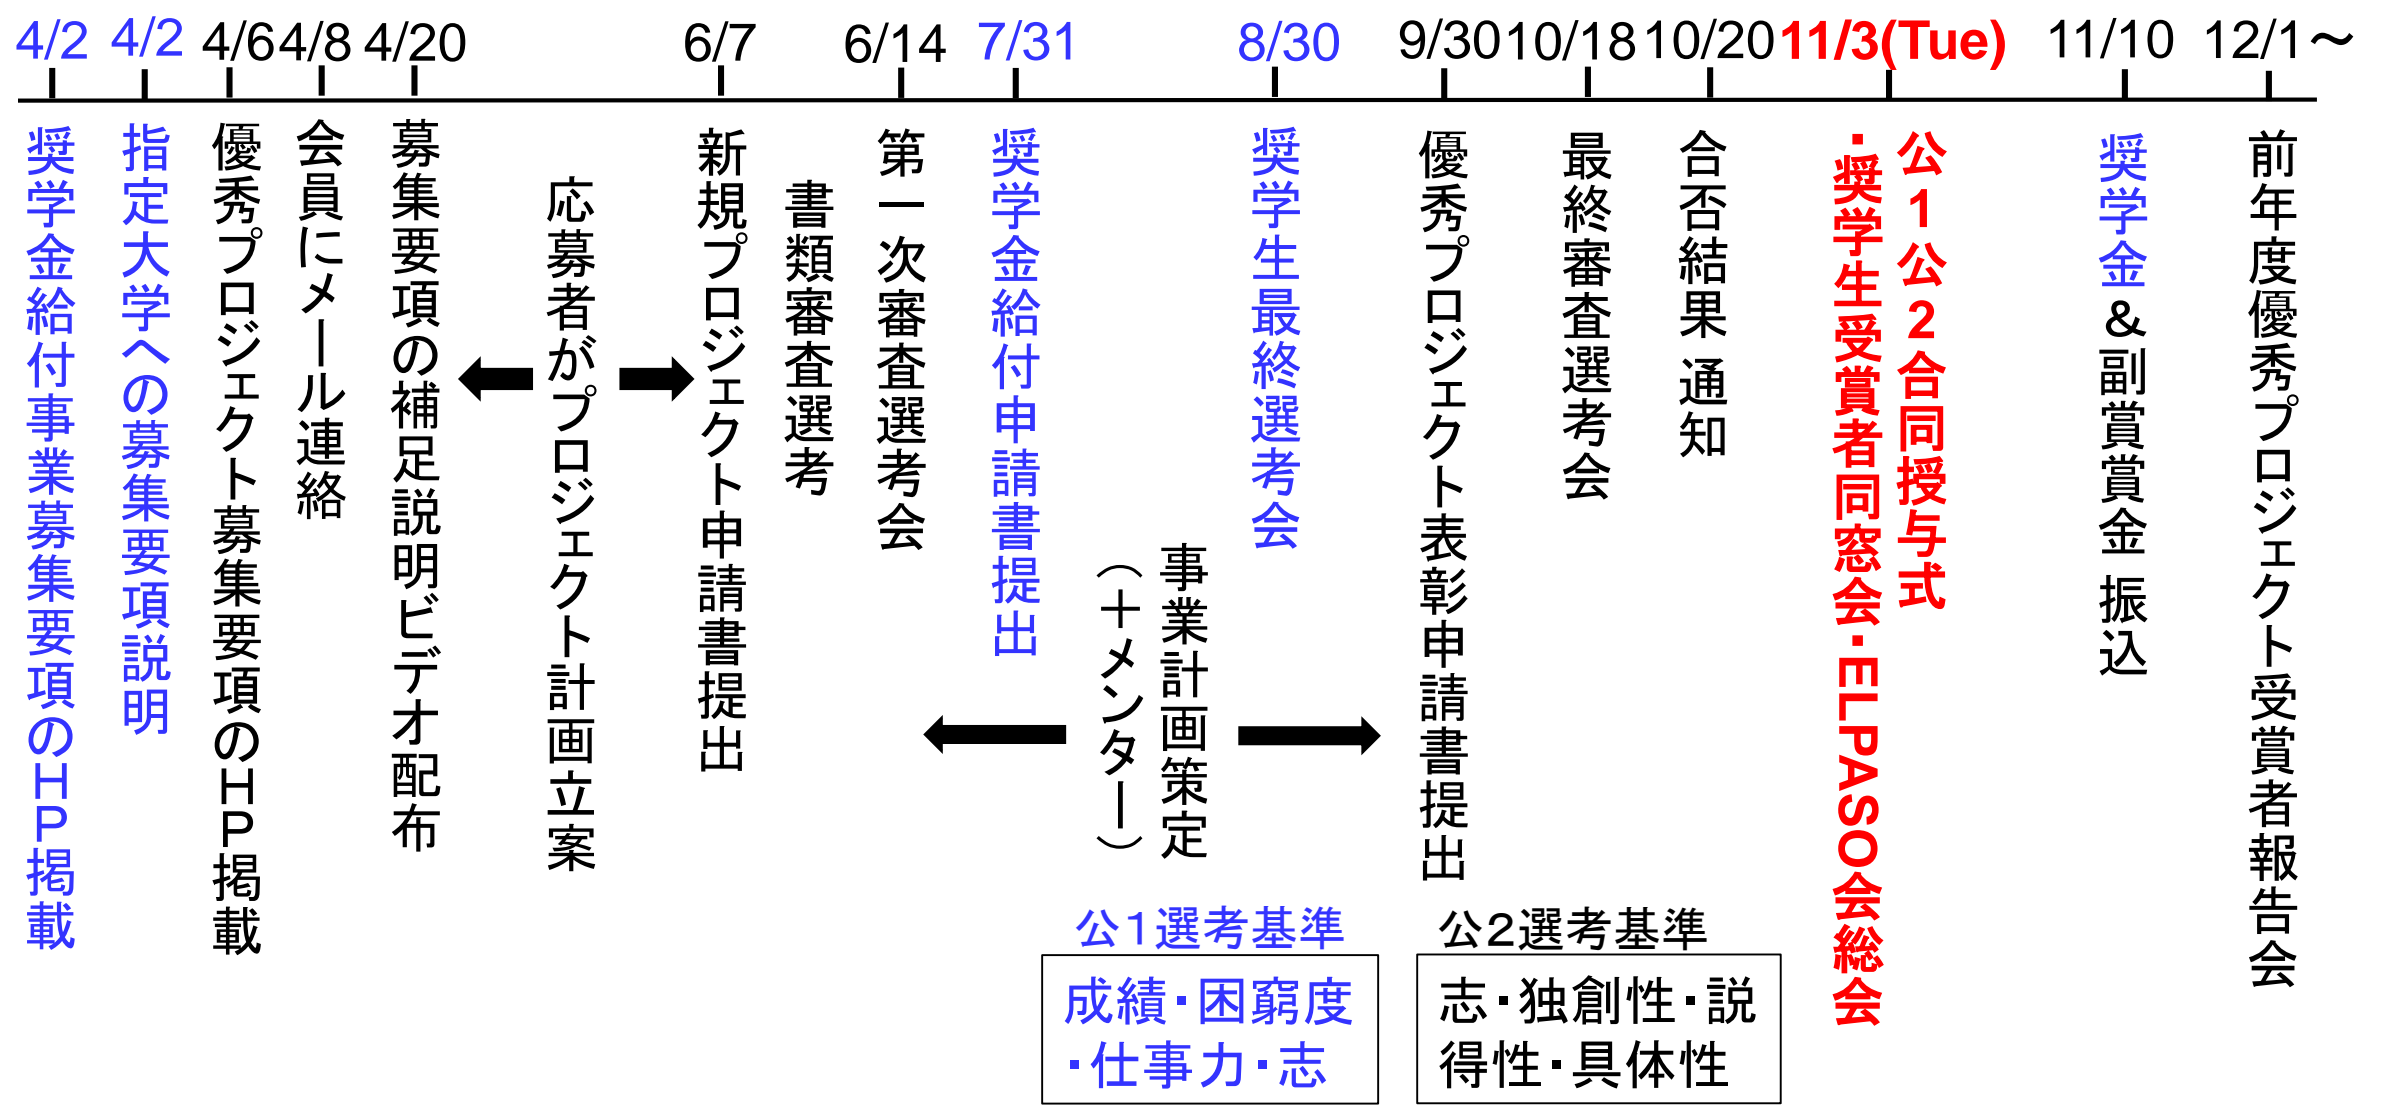 4/2
4/2
4/6
4/8
4/20
6/7
6/14
7/31
8/30
9/30
10/18
10/20
11/3(Tue)
11/10
12/1～
奨学金給付事業募集要項のＨＰ掲載
指定大学への募集要項説明
優秀プロジェクト募集要項のＨＰ掲載
会員にメール連絡
募集要項の補足説明ビデオ配布
応募者がプロジェクト計画立案
新規プロジェクト申請書提出
書類審査選考
第一次審査選考会
奨学金給付申請書提出
事業計画策定
（＋メンター）
奨学生最終選考会
優秀プロジェクト表彰申請書提出
最終審査選考会
合否結果 通知
公1公2合同授与式
・奨学生受賞者同窓会・ELPASO会総会
奨学金＆副賞賞金 振込
前年度優秀プロジェクト受賞者報告会
公１選考基準
成績・困窮度
・仕事力・志
公２選考基準
志・独創性・説
得性・具体性